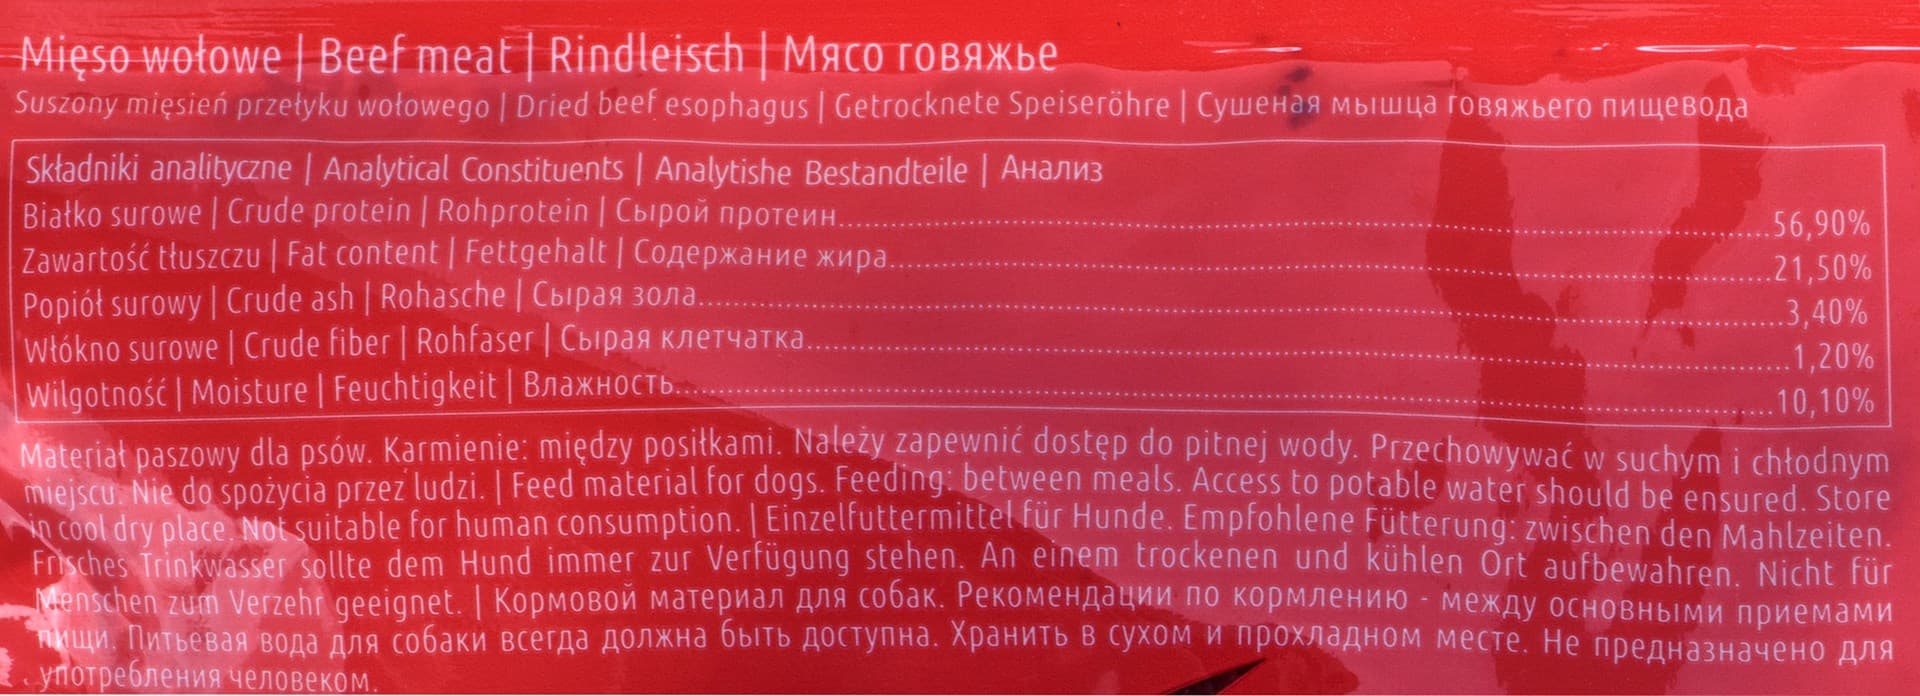 Mięso wołowe | Beef meat | Rindleisch | Мясо говяжье
Suszony mięsień przełyku wołowego | Dried beef esophagus | Getrocknete Speiseröhre | Сушеная мышца говяжьего пищевода
Składniki analityczne | Analytical Constituents | Analytishe Bestandteile | Анализ
Białko surowe | Crude protein | Rohprotein | Сырой протеин 56,90%
Zawartość tłuszczu | Fat content | Fettgehalt | Содержание жира 21,50%
Popiół surowy | Crude ash | Rohasche | Сырая зола 3,40%
Włókno surowe | Crude fiber | Rohfaser | Сырая клетчатка 1,20%
Wilgotność | Moisture | Feuchtigkeit | Влажность 10,10%
Materiał paszowy dla psów. Karmienie: między posiłkami. Należy zapewnić dostęp do pitnej wody. Przechowywać w suchym i chłodnym
miejscu. Nie do spożycia przez ludzi. | Feed material for dogs. Feeding: between meals. Access to potable water should be ensured. Store
in cool dry place. Not suitable for human consumption. | Einzelfuttermittel für Hunde. Empfohlene Fütterung: zwischen den Mahlzeiten.
Frisches Trinkwasser sollte dem Hund immer zur Verfügung stehen. An einem trockenen und kühlen Ort aufbewahren. Nicht für
Menschen zum Verzehr geeignet. | Кормовой материал для собак. Рекомендации по кормлению - между основными приемами
пищи. Питьевая вода для собаки всегда должна быть доступна. Хранить в сухом и прохладном месте. Не предназначено для
употребления человеком.